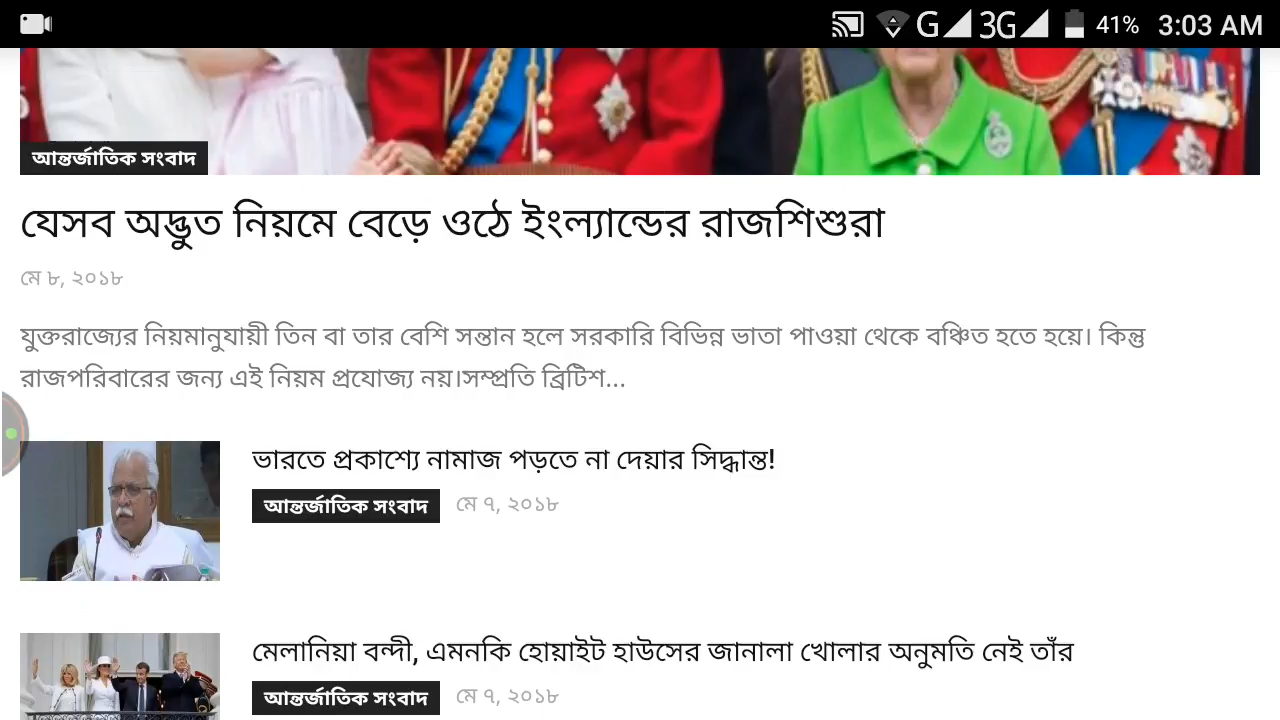 G 3G 41% 3:03 AM
আন্তর্জাতিক সংবাদ
যেসব অদ্ভুত নিয়মে বেড়ে ওঠে ইংল্যান্ডের রাজশিশুরা
মে ৮, ২০১৮
যুক্তরাজ্যের নিয়মানুযায়ী তিন বা তার বেশি সন্তান হলে সরকারি বিভিন্ন ভাতা পাওয়া থেকে বঞ্চিত হতে হয়ে। কিন্তু
রাজপরিবারের জন্য এই নিয়ম প্রযোজ্য নয়।সম্প্রতি ব্রিটিশ...
ভারতে প্রকাশ্যে নামাজ পড়তে না দেয়ার সিদ্ধান্ত!
আন্তর্জাতিক সংবাদ মে ৭, ২০১৮
মেলানিয়া বন্দী, এমনকি হোয়াইট হাউসের জানালা খোলার অনুমতি নেই তাঁর
আন্তর্জাতিক সংবাদ মে ৭, ২০১৮